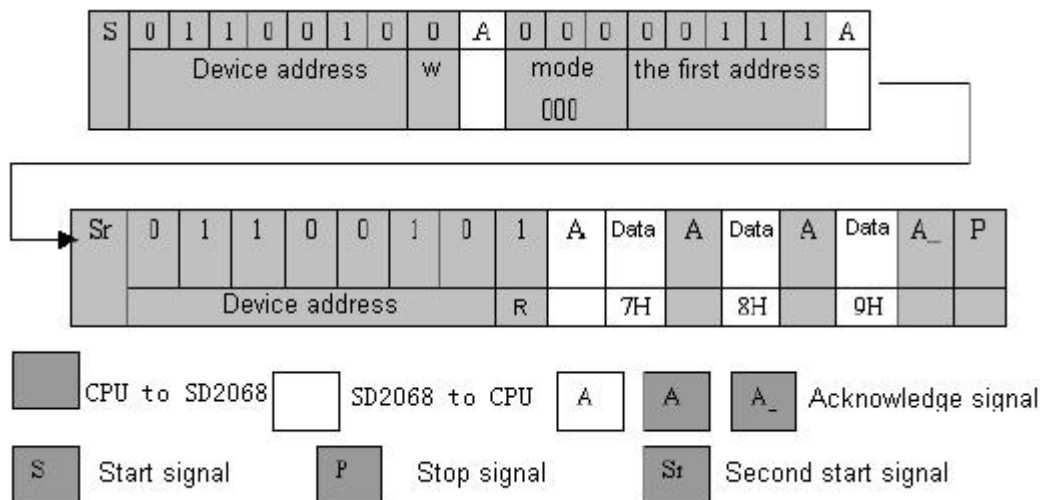 S 0 1 1 0 0 1 0 0 A 0 0 0 0 0 1 1 1 A
Device address w mode the first address
000
Sr 0 1 1 0 0 1 0 1 A Data A Data A Data A_ P
Device address R 7H 8H 9H
CPU to SD2068 SD2068 to CPU A A A_ Acknowledge signal
S Start signal P Stop signal Sr Second start signal